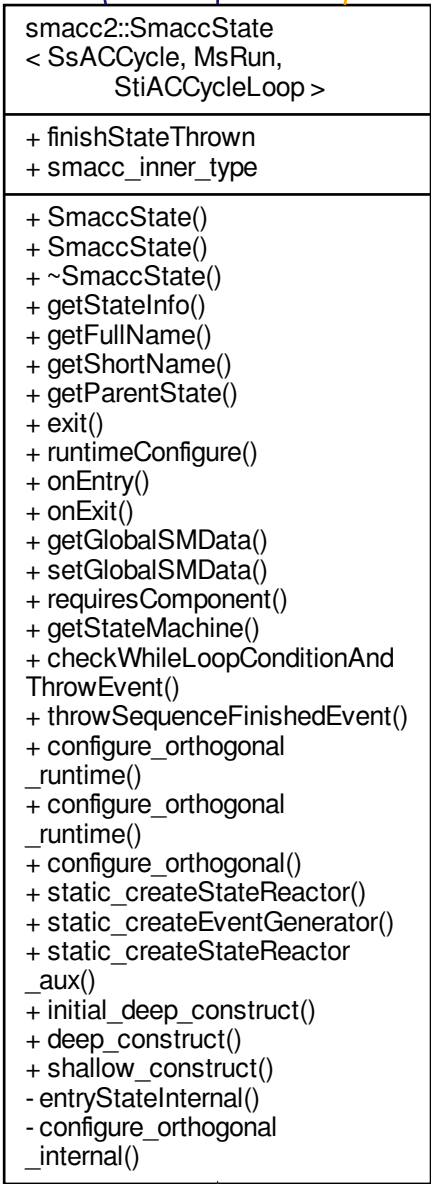 smacc2::SmaccState
< SsACCycle, MsRun,
StiACCycleLoop >
+ finishStateThrown
+ smacc_inner_type
+ SmaccState()
+ SmaccState()
+ ~SmaccState()
+ getStateInfo()
+ getFullName()
+ getShortName()
+ getParentState()
+ exit()
+ runtimeConfigure()
+ onEntry()
+ onExit()
+ getGlobalSMData()
+ setGlobalSMData()
+ requiresComponent()
+ getStateMachine()
+ checkWhileLoopConditionAnd
ThrowEvent()
+ throwSequenceFinishedEvent()
+ configure_orthogonal
_runtime()
+ configure_orthogonal
_runtime()
+ configure_orthogonal()
+ static_createStateReactor()
+ static_createEventGenerator()
+ static_createStateReactor
_aux()
+ initial_deep_construct()
+ deep_construct()
+ shallow_construct()
- entryStateInternal()
- configure_orthogonal
_internal()